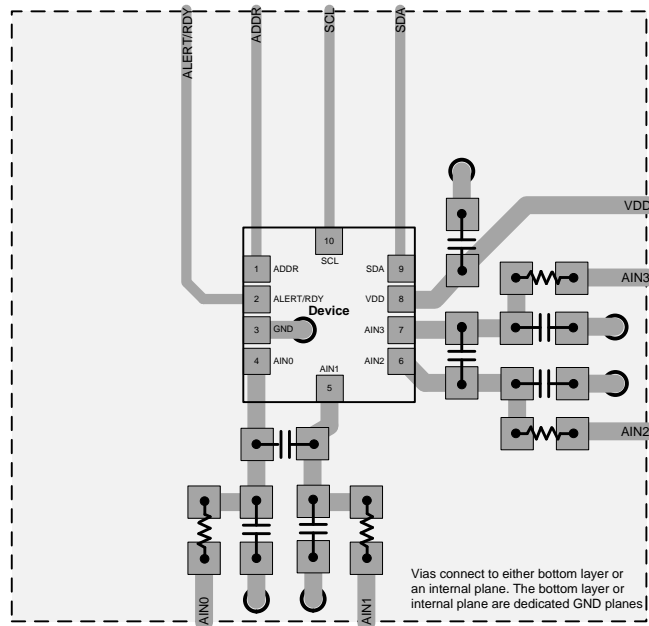 ALERT/RDY
ADDR
SCL
SDA
VDD
10
SCL
1
ADDR
SDA
9
2
ALERT/RDY
VDD
8
Device
3
GND
AIN3
7
4
AIN0
AIN2
6
AIN1
5
AIN3
AIN2
AIN0
AIN1
Vias connect to either bottom layer or
an internal plane. The bottom layer or
internal plane are dedicated GND planes